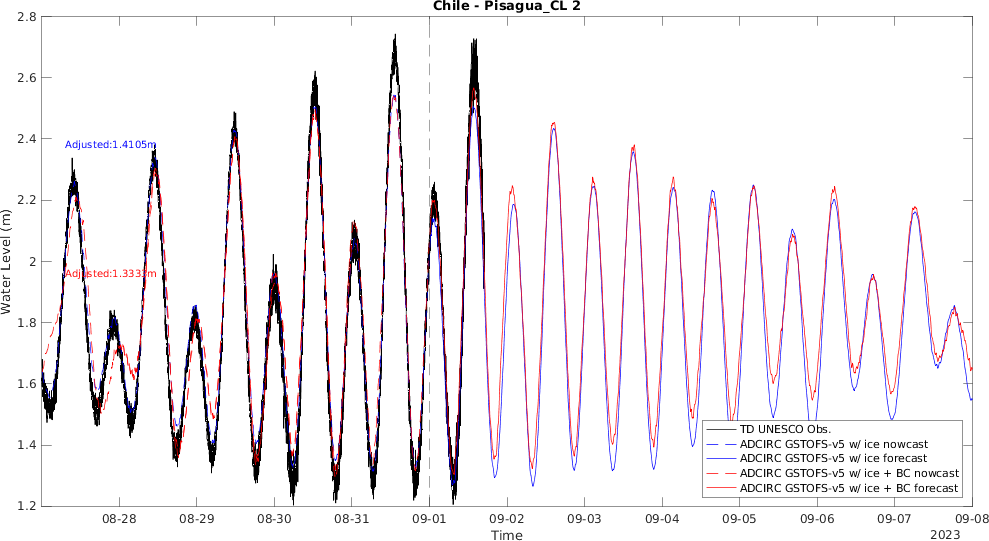 Chile - Pisagua_CL 2
Water Level (m)
2.8
2.6
2.4
2.2
2
1.8
1.6
1.4
1.2
Adjusted:1.4105m
Adjusted:1.3331m
TD UNESCO Obs.
ADCIRC GSTOFS-v5 w/ ice nowcast
ADCIRC GSTOFS-v5 w/ ice forecast
ADCIRC GSTOFS-v5 w/ ice + BC nowcast
ADCIRC GSTOFS-v5 w/ ice + BC forecast
08-28 08-29 08-30 08-31 09-01 09-02 09-03 09-04 09-05 09-06 09-07 09-08
Time
2023